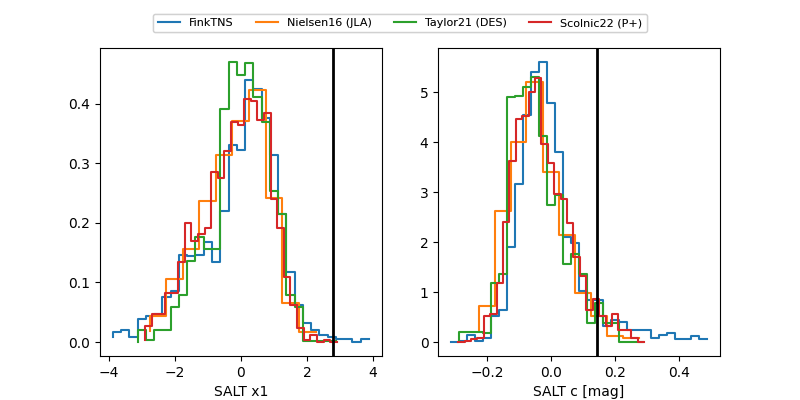 FinkTNS Nielsen16 (JLA) Taylor21 (DES) Scolnic22 (P+)
0.4
0.3
0.2
0.1
0.0
−4 −2 0 2 4
SALT x1
5
4
3
2
1
0
−0.2 0.0 0.2 0.4
SALT c [mag]